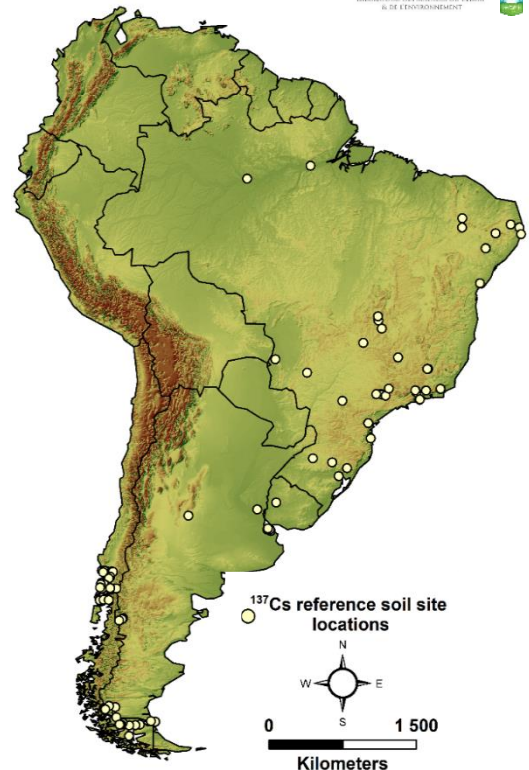 & DE L'ENVIRONNEMENT
137Cs reference soil site
locations
N
W E
S
0 1 500
Kilometers